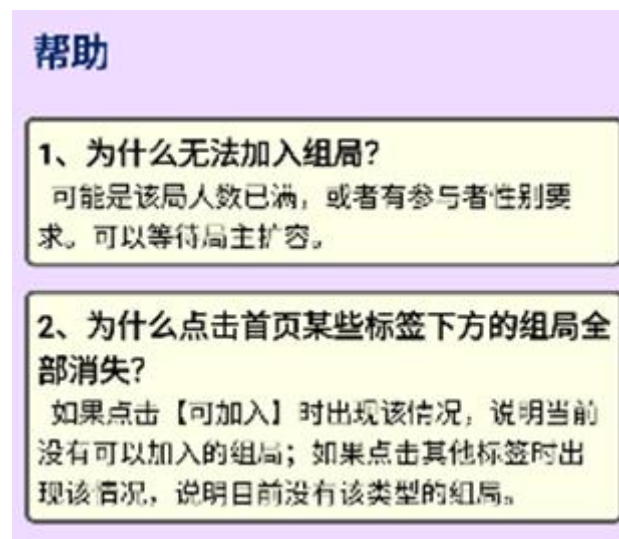 帮助
1、为什么无法加入组局?
可能是该局人数已满，或者有参与者性别要
求。可以等待局主扩容。
2、为什么点击首页某些标签下方的组局全
部消失?
如果点击【可加入】时出现该情况，说明当前
没有可以加入的组局；如果点击其他标签时出
现该情况，说明目前没有该类型的组局。